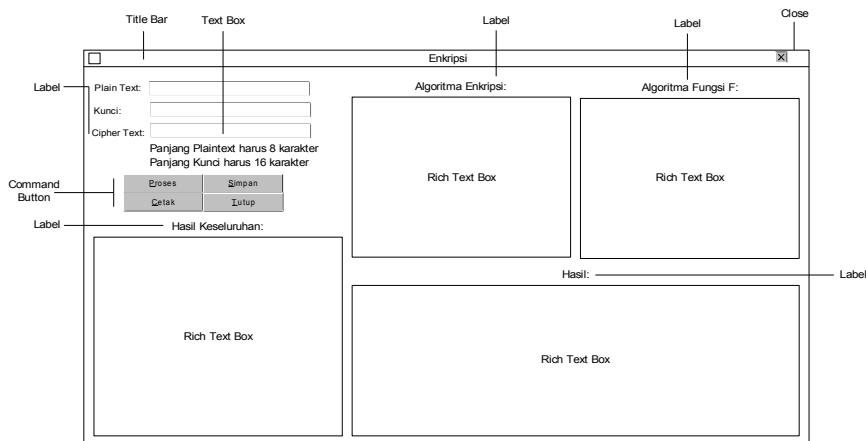 Title Bar
Text Box
Label
Label
Close
Enkripsi
X
Label
Plain Text:
Kunci:
Cipher Text:
Panjang Plaintext harus 8 karakter
Panjang Kunci harus 16 karakter
Algoritma Enkripsi:
Algoritma Fungsi F:
Rich Text Box
Rich Text Box
Command
Button
Proses
Simpan
Cetak
Tutup
Label
Hasil Keseluruhan:
Hasil:
Label
Rich Text Box
Rich Text Box